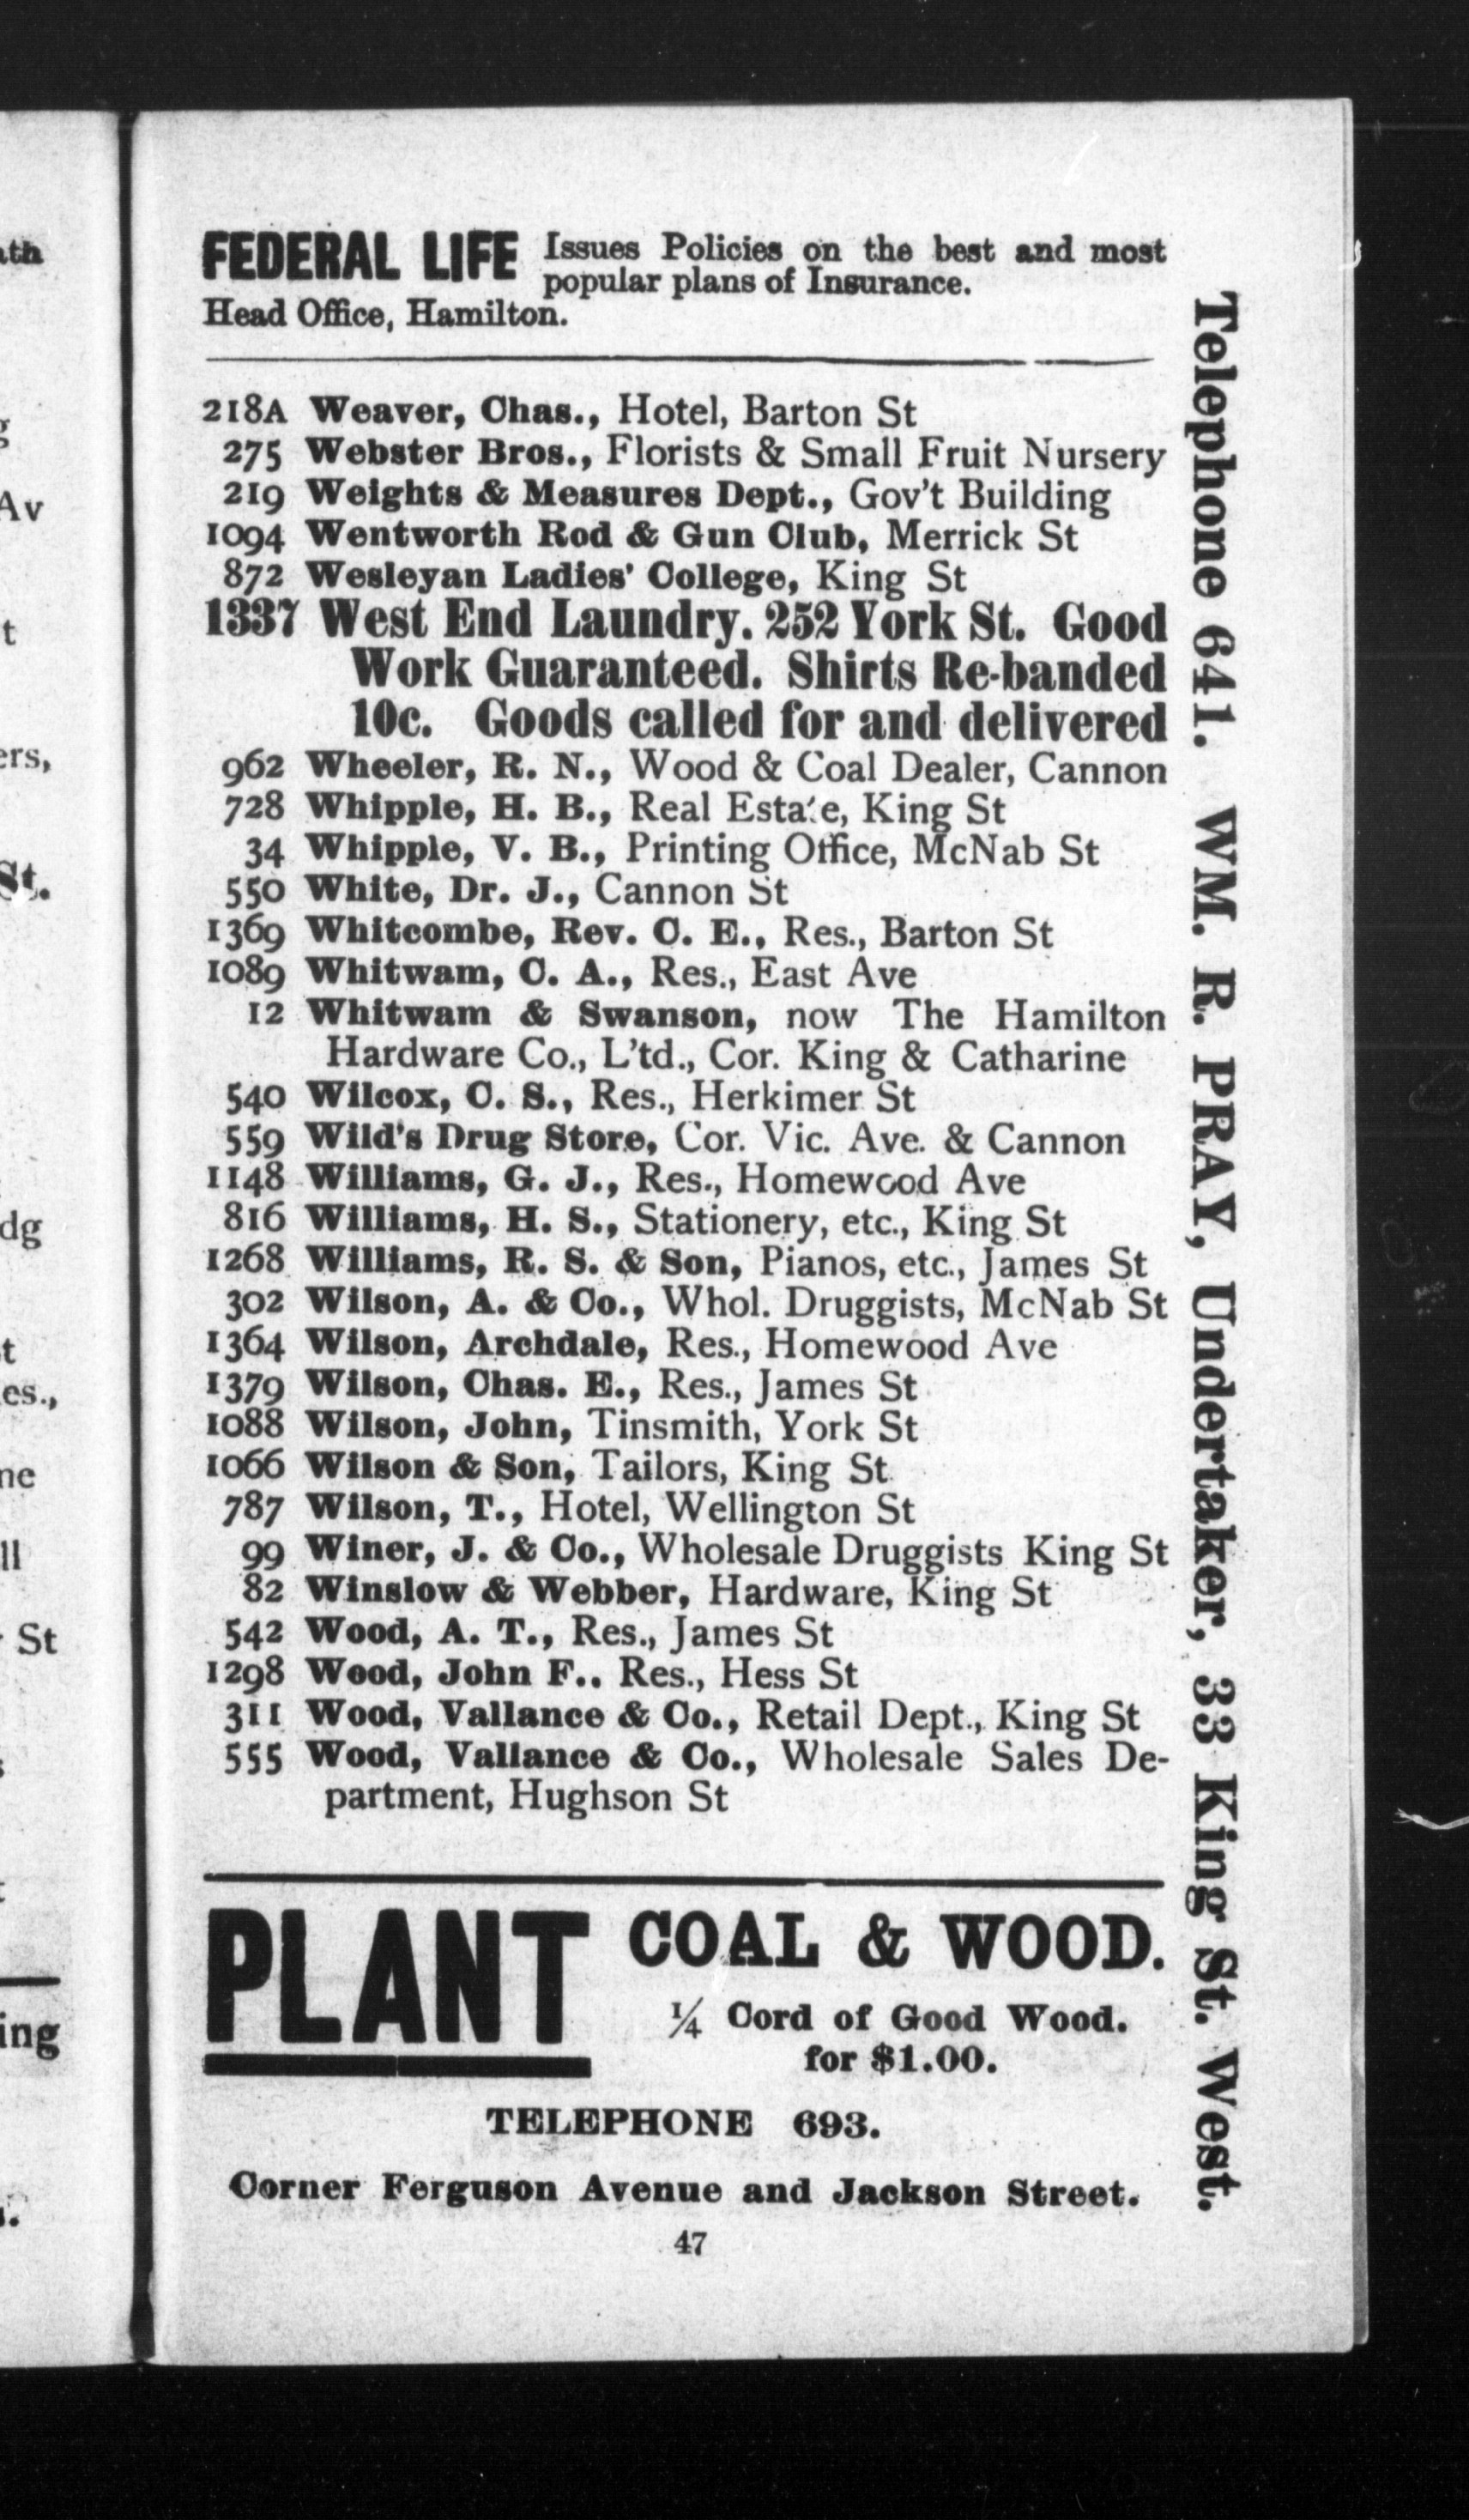 ath
g
Av
t
ers,
St.
dg
t
es.,
ne
ll
St
ing
FEDERAL LIFE Issues Policies on the best and most
popular plans of Insurance.
Head Office, Hamilton.
218A Weaver, Chas., Hotel, Barton St
275 Webster Bros., Florists & Small Fruit Nursery
219 Weights & Measures Dept., Gov't Building
1094 Wentworth Rod & Gun Club, Merrick St
872 Wesleyan Ladies' College, King St
1337 West End Laundry. 252 York St. Good
Work Guaranteed. Shirts Re-banded
10c. Goods called for and delivered
962 Wheeler, R. N., Wood & Coal Dealer, Cannon
728 Whipple, H. B., Real Estate, King St
34 Whipple, V. B., Printing Office, McNab St
550 White, Dr. J., Cannon St
1369 Whitcombe, Rev. C. E., Res., Barton St
1089 Whitwam, C. A., Res., East Ave
12 Whitwam & Swanson, now The Hamilton
Hardware Co., L'td., Cor. King & Catharine
540 Wilcox, C. S., Res., Herkimer St
559 Wild's Drug Store, Cor. Vic. Ave. & Cannon
1148 Williams, G. J., Res., Homewood Ave
816 Williams, H. S., Stationery, etc., King St
1268 Williams, R. S. & Son, Pianos, etc., James St
302 Wilson, A. & Co., Whol. Druggists, McNab St
1364 Wilson, Archdale, Res., Homewood Ave
1379 Wilson, Chas. E., Res., James St
1088 Wilson, John, Tinsmith, York St
1066 Wilson & Son, Tailors, King St
787 Wilson, T., Hotel, Wellington St
99 Winer, J. & Co., Wholesale Druggists King St
82 Winslow & Webber, Hardware, King St
542 Wood, A. T., Res., James St
1298 Wood, John F.. Res., Hess St
311 Wood, Vallance & Co., Retail Dept., King St
555 Wood, Vallance & Co., Wholesale Sales De-
partment, Hughson St
PLANT COAL & WOOD.
¼ Cord of Good Wood.
for $1.00.
TELEPHONE 693.
Corner Ferguson Avenue and Jackson Street.
47
Telephone 641. WM. R. PRAY, Undertaker, 33 King St. West.